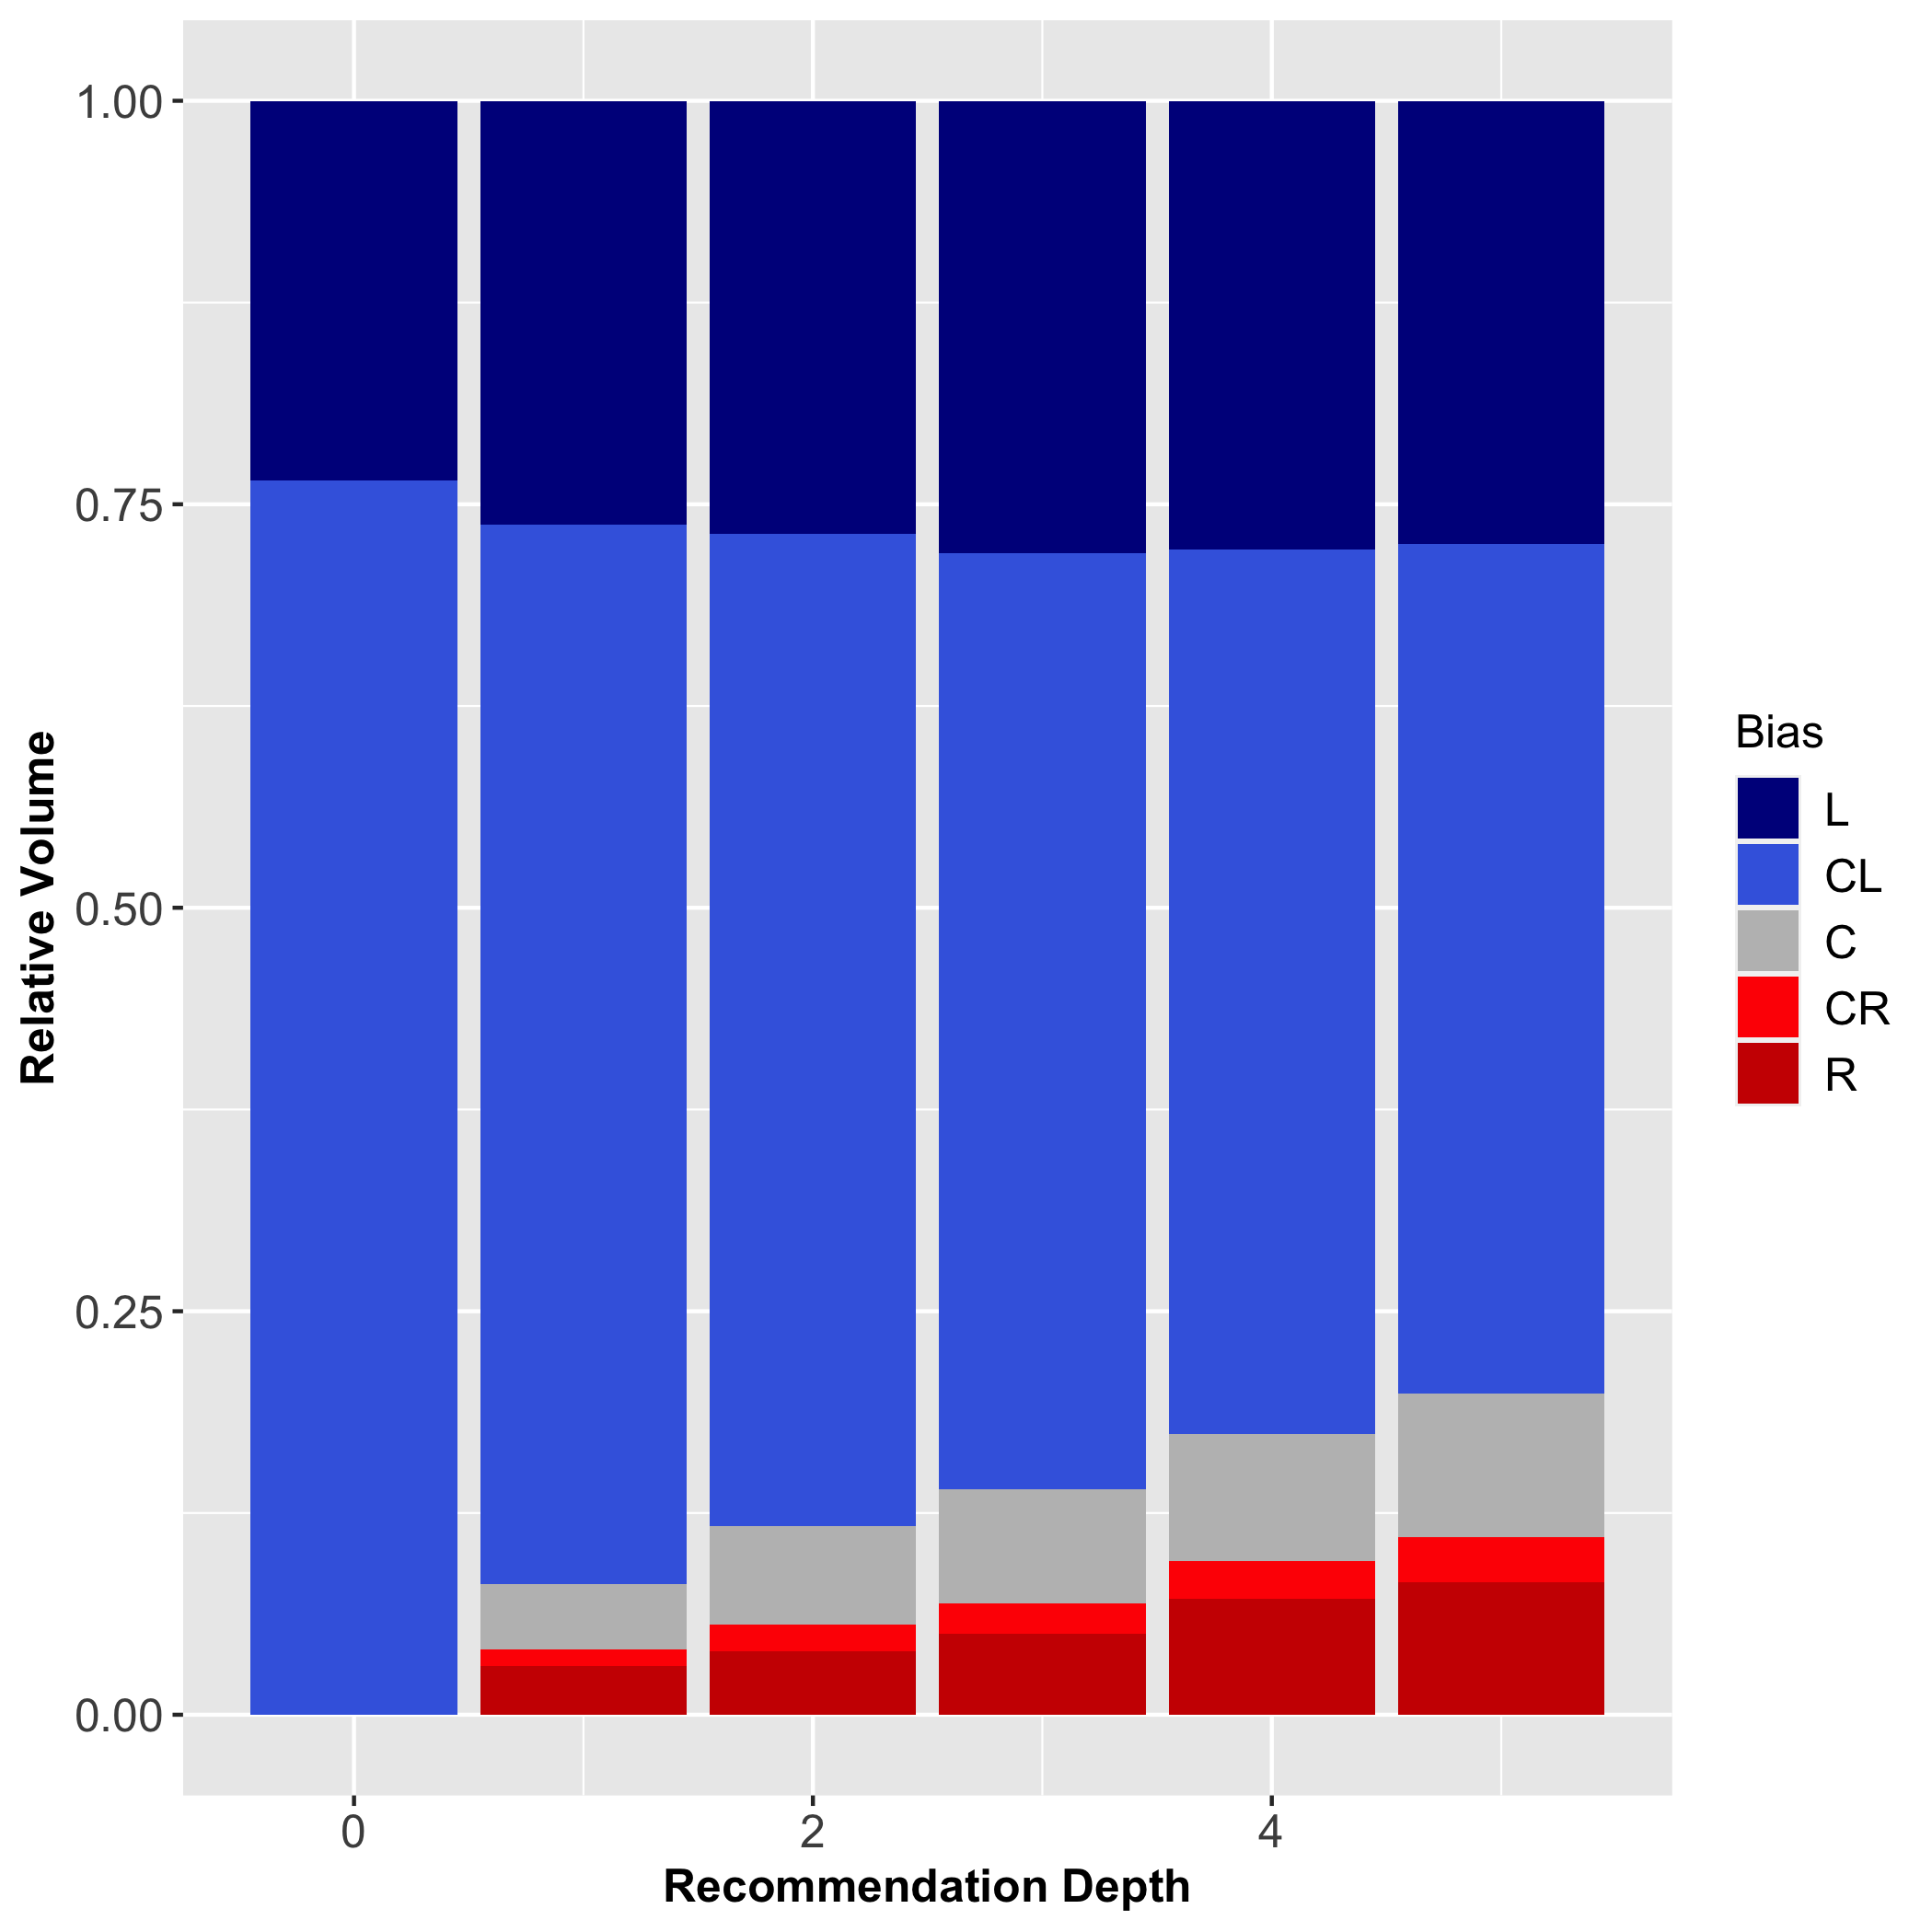 1.00
0.75
0.50
0.25
0.00
Relative Volume
0
2
4
Recommendation Depth
Bias
L
CL
C
CR
R